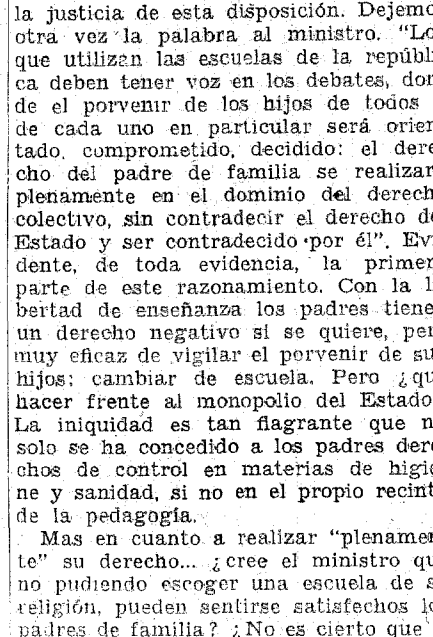 la justicia de esta disposición. Dejemo
otra vez la palabra al ministro. "Lo
que utilizan las escuelas de la repúbli
ca deben tener voz en los debates, don
de el porvenir de los hijos de todos
de cada uno en particular será orien
tado, comprometido, decidido: el dere
cho del padre de familia se realizar
plenamente en el dominio del derech
colectivo, sin contradecir el derecho de
Estado y ser contradecido por él". Evi
dente, de toda evidencia, la primer
parte de este razonamiento. Con la li
bertad de enseñanza los padres tiene
un derecho negativo si se quiere, per
muy eficaz de vigilar el porvenir de su
hijos: cambiar de escuela. Pero ¿qu
hacer frente al monopolio del Estado
La iniquidad es tan flagrante que n
solo se ha concedido a los padres dere
chos de control en materias de higie
ne y sanidad, si no en el propio recint
de la pedagogía.
Mas en cuanto a realizar "plenamen
te" su derecho... ¿cree el ministro qu
no pudiendo escoger una escuela de s
religión, pueden sentirse satisfechos lo
padres de familia? ¿No es cierto que